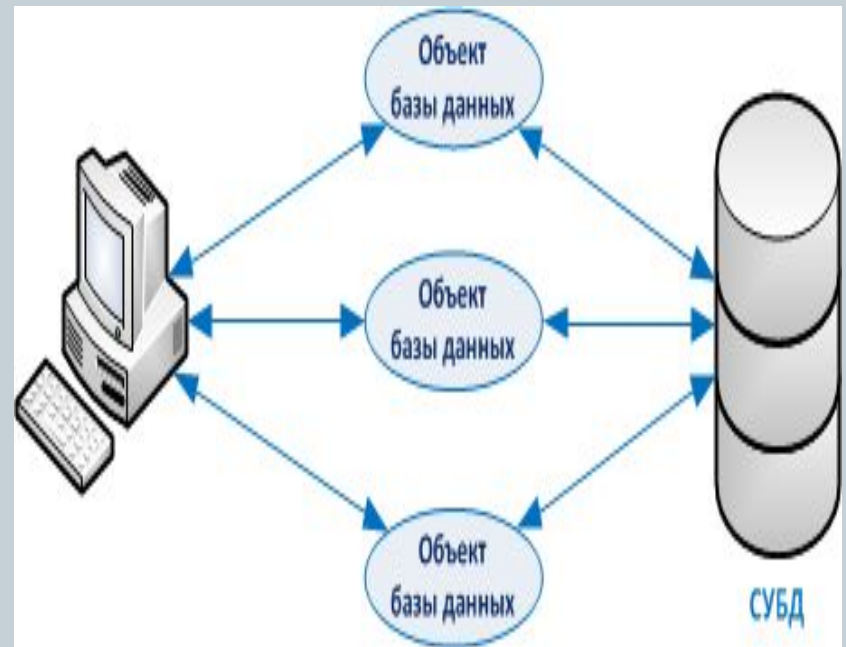 Объект
базы данных
Объект
базы данных
Объект
базы данных
СУБД